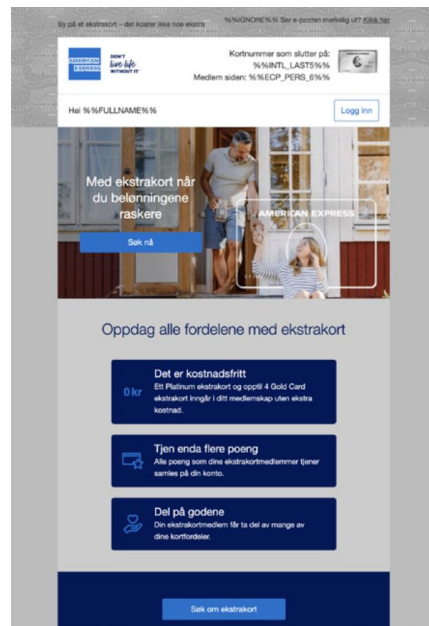 By på et ekstrakort – det koster ikke noe ekstra
%%IGNORE%% Ser e-posten merkelig ut? Klikk her
AMERICAN
EXPRESS
DON'T
live life
WITHOUT IT
Kortnummer som slutter på:
%%INTL_LAST5%%
Medlem siden: %%ECP_PERS_6%%
Hei %%FULLNAME%%
Logg inn
Med ekstrakort når
du belønningene
raskere
Søk nå
AMERICAN EXPRESS
Oppdag alle fordelene med ekstrakort
0 kr
Det er kostnadsfritt
Ett Platinum ekstrakort og opptil 4 Gold Card
ekstrakort inngår i ditt medlemskap uten ekstra
kostnad.
Tjen enda flere poeng
Alle poeng som dine ekstrakortmedlemmer tjener
samles på din konto.
Del på godene
Din ekstrakortmedlem får ta del av mange av
dine kortfordeler.
Søk om ekstrakort